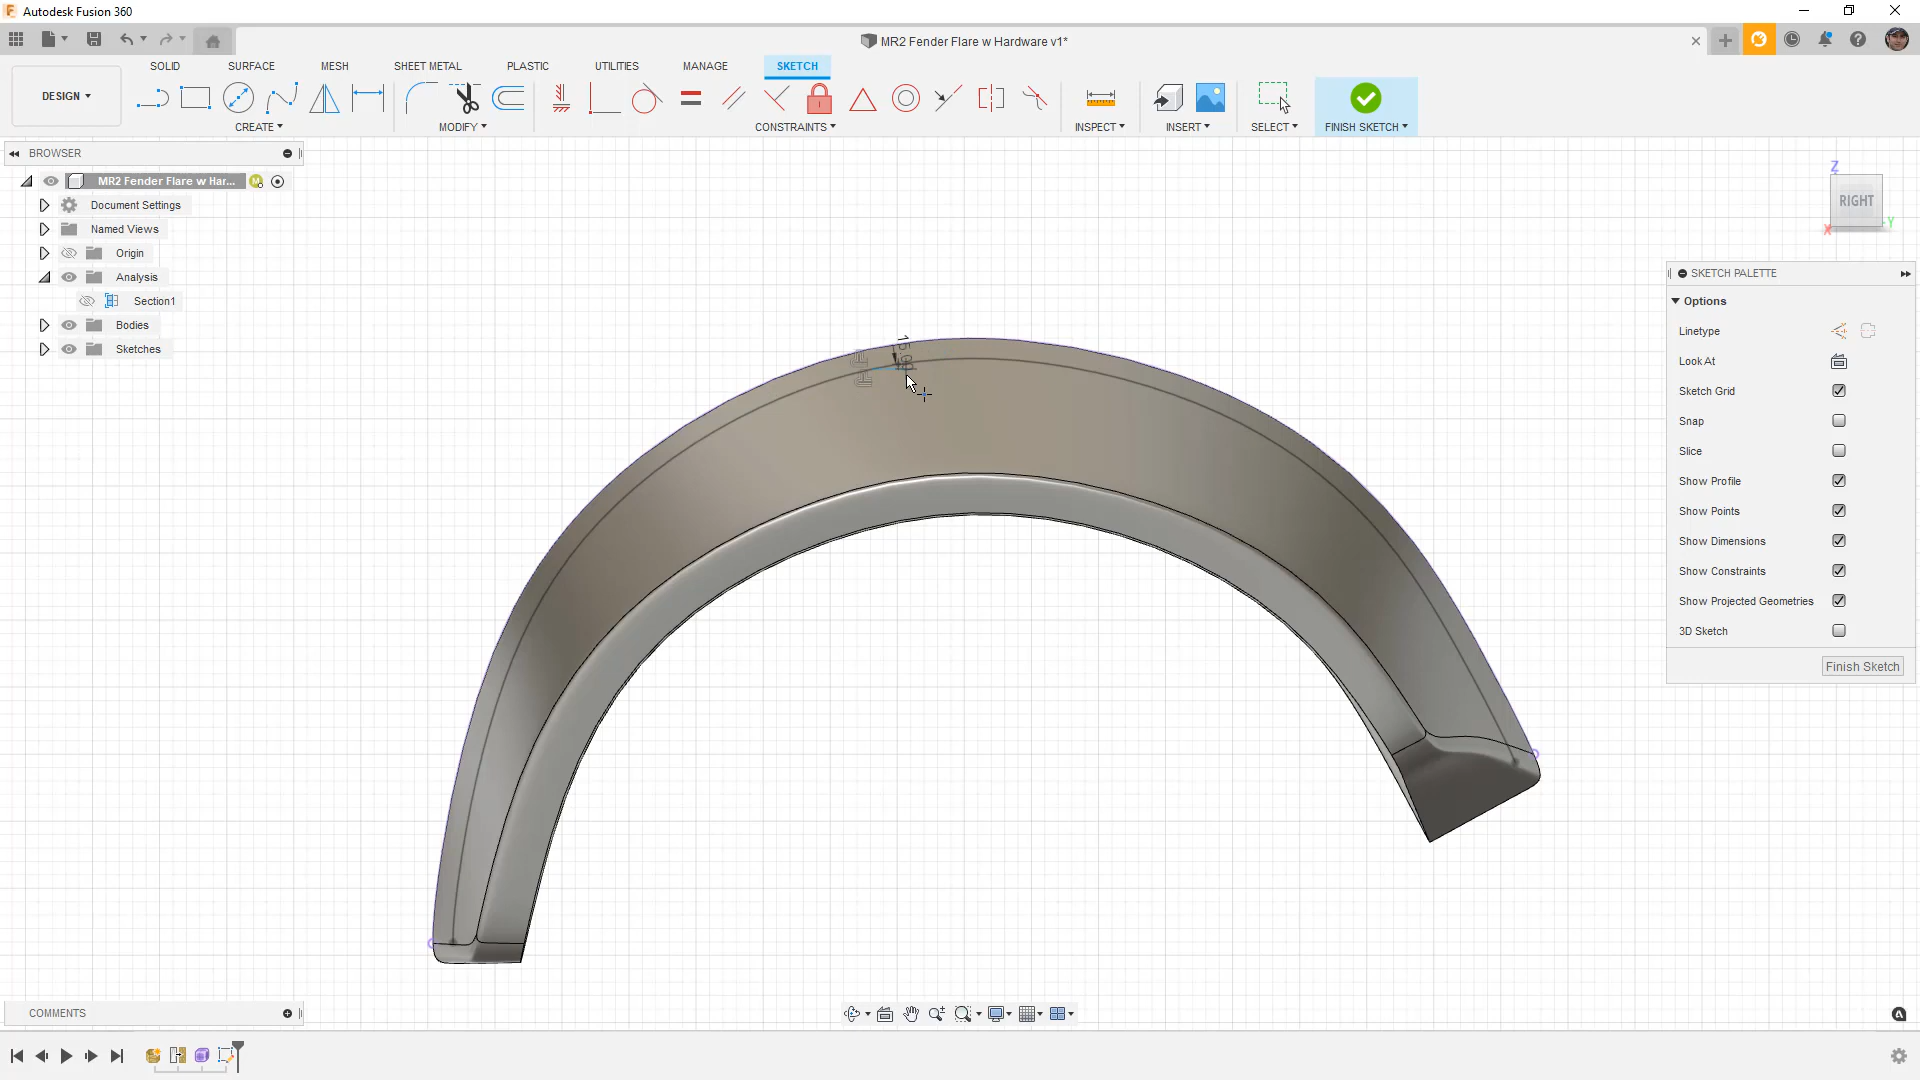 Autodesk Fusion 360
MR2 Fender Flare w Hardware v1*
SOLID
SURFACE
MESH
SHEET METAL
PLASTIC
UTILITIES
MANAGE
SKETCH
DESIGN
CREATE
MODIFY
CONSTRAINTS
INSPECT
INSERT
SELECT
FINISH SKETCH
BROWSER
MR2 Fender Flare w Har...
Document Settings
Named Views
Origin
Analysis
Section1
Bodies
Sketches
Z
RIGHT
Y
X
SKETCH PALETTE
Options
Linetype
Look At
Sketch Grid
Snap
Slice
Show Profile
Show Points
Show Dimensions
Show Constraints
Show Projected Geometries
3D Sketch
Finish Sketch
15.00
COMMENTS